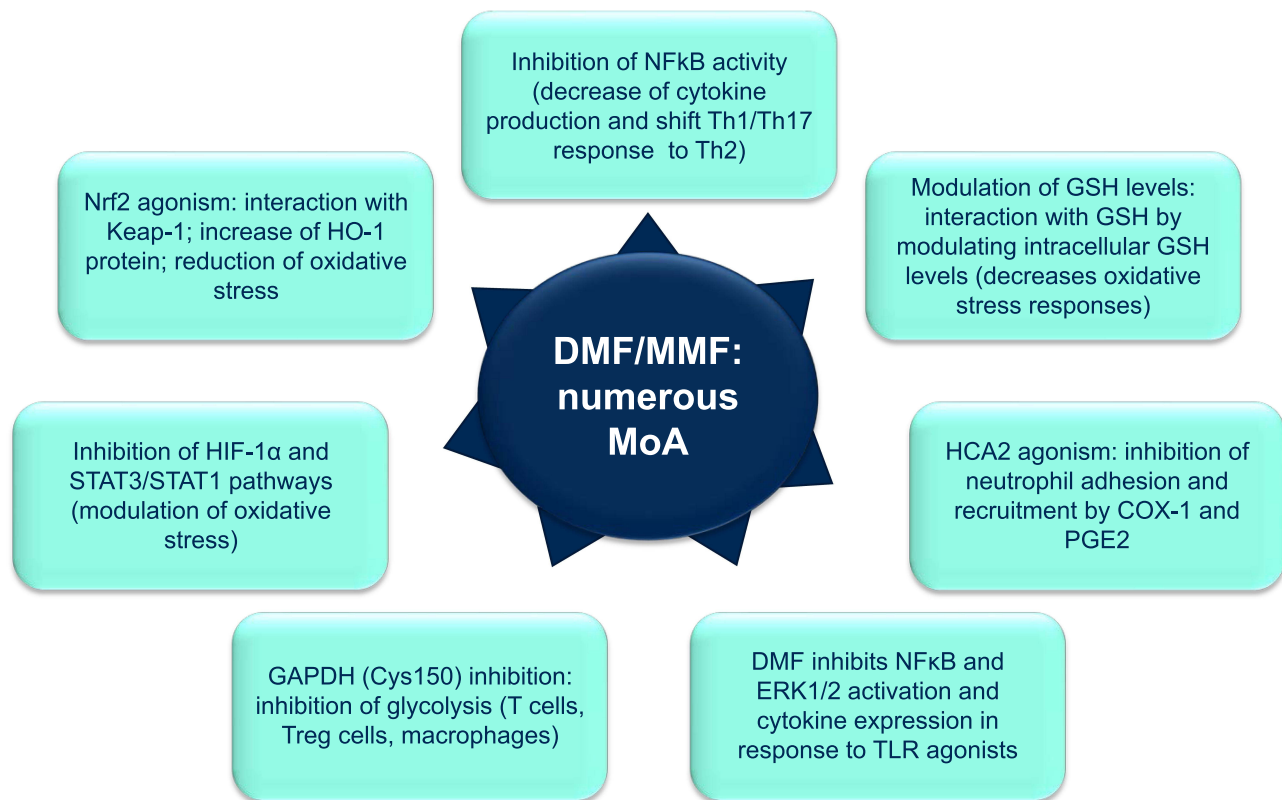 Inhibition of NFkB activity
(decrease of cytokine
production and shift Th1/Th17
response to Th2)
Nrf2 agonism: interaction with
Keap-1; increase of HO-1
protein; reduction of oxidative
stress
Modulation of GSH levels:
interaction with GSH by
modulating intracellular GSH
levels (decreases oxidative
stress responses)
DMF/MMF:
numerous
MoA
Inhibition of HIF-1α and
STAT3/STAT1 pathways
(modulation of oxidative
stress)
HCA2 agonism: inhibition of
neutrophil adhesion and
recruitment by COX-1 and
PGE2
GAPDH (Cys150) inhibition:
inhibition of glycolysis (T cells,
Treg cells, macrophages)
DMF inhibits NFκB and
ERK1/2 activation and
cytokine expression in
response to TLR agonists